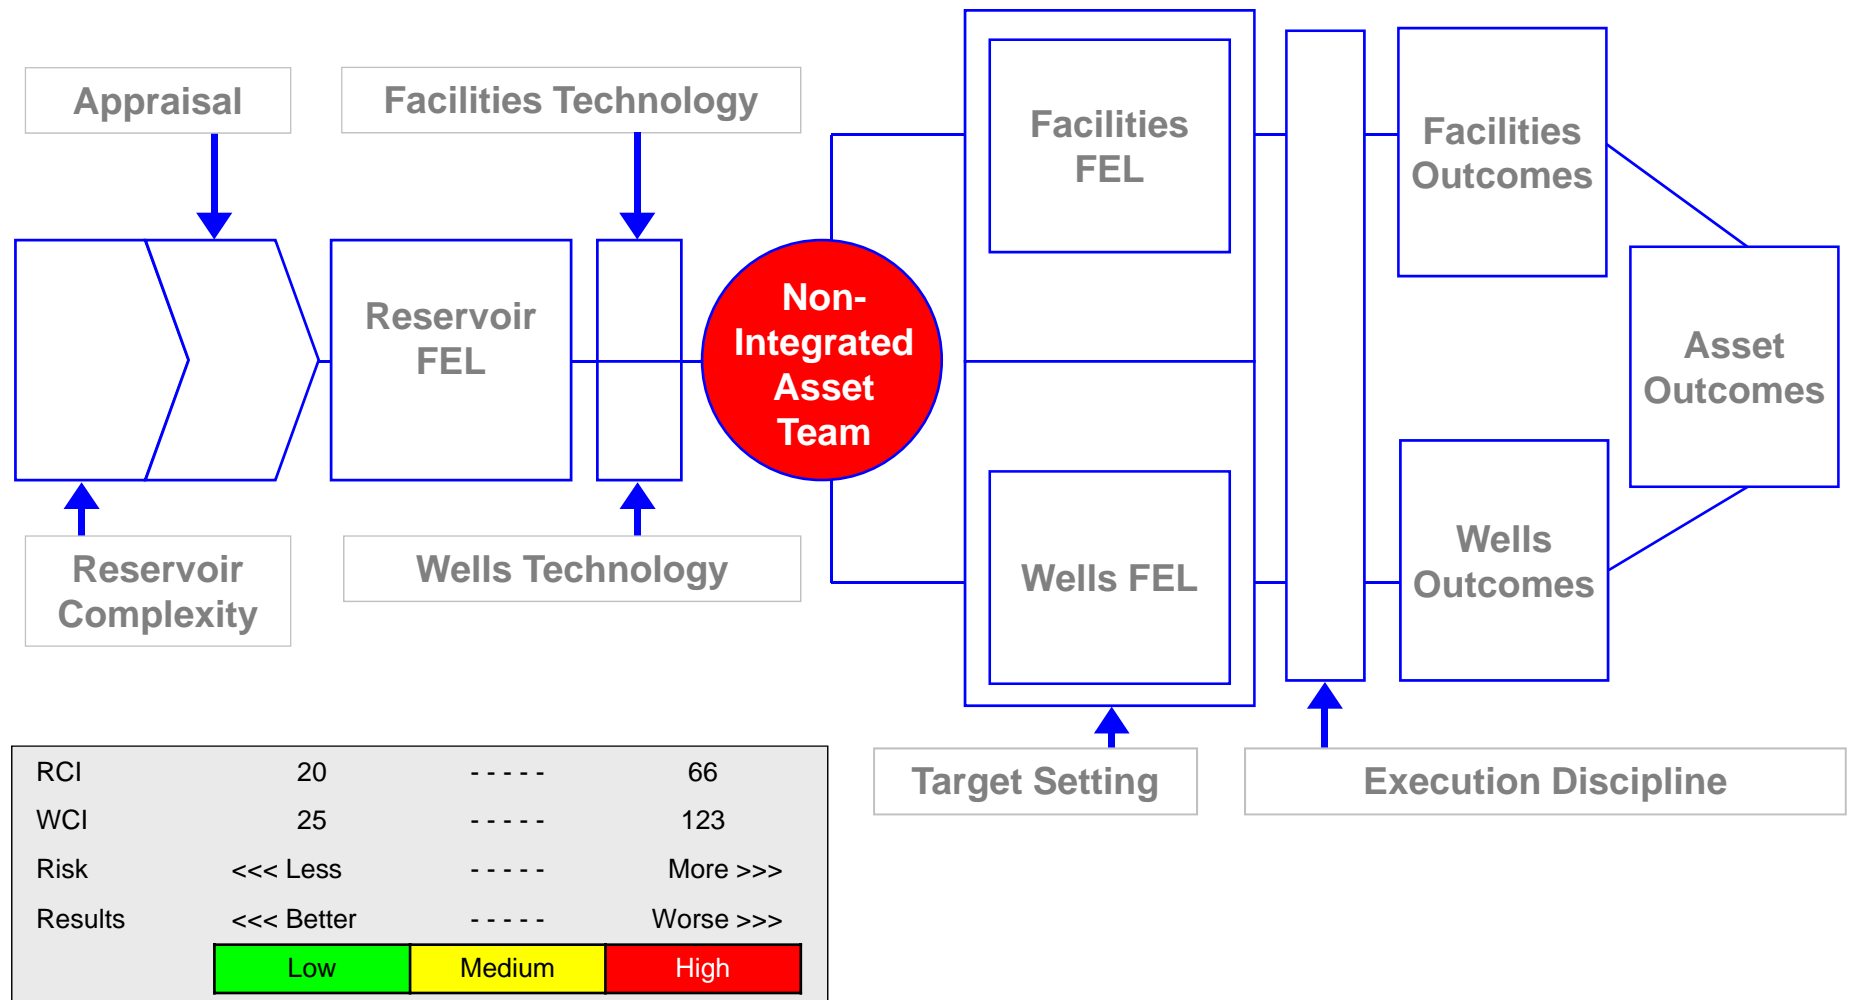 Appraisal
Facilities Technology
Facilities
FEL
Facilities
Outcomes
Reservoir
FEL
Non-
Integrated
Asset
Team
Asset
Outcomes
Reservoir
Complexity
Wells Technology
Wells FEL
Wells
Outcomes
Target Setting
Execution Discipline
RCI 20 - - - - - 66
WCI 25 - - - - - 123
Risk <<< Less - - - - - More >>>
Results <<< Better - - - - - Worse >>>
Low Medium High